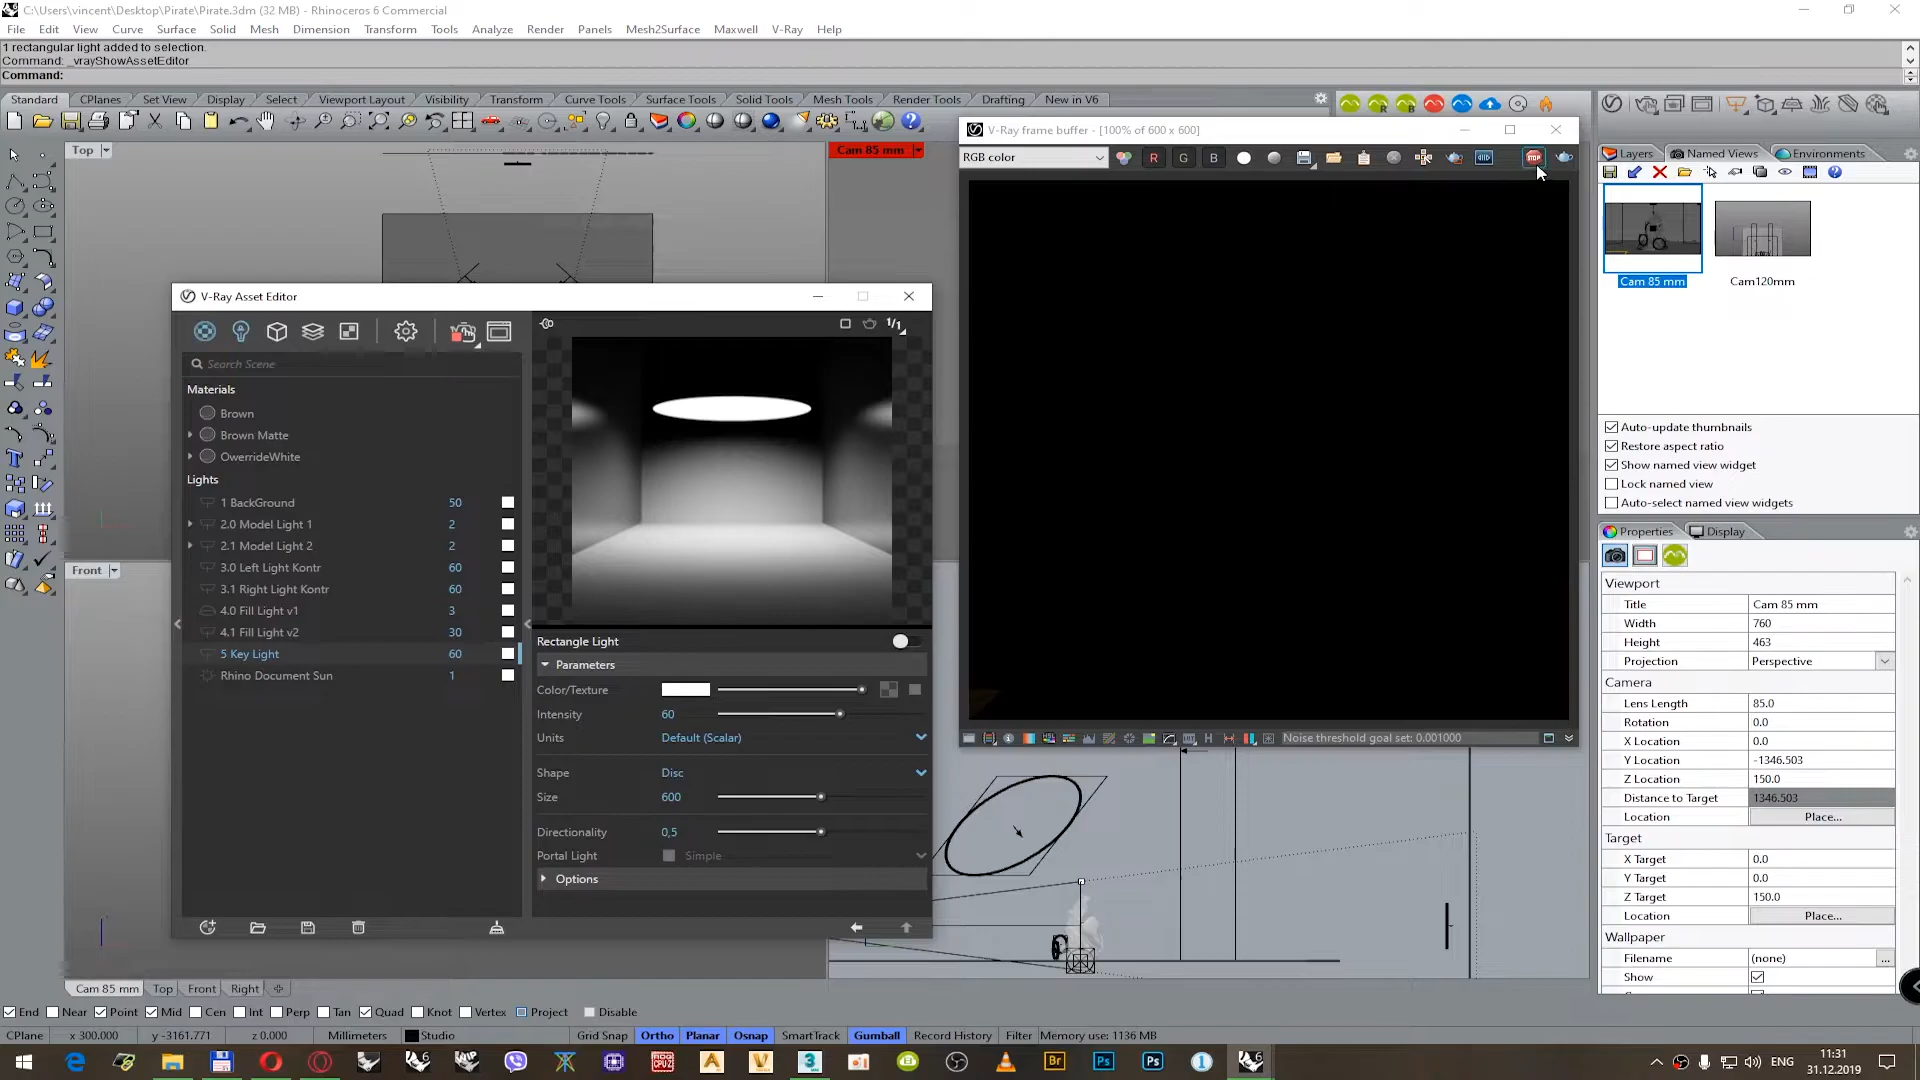 C:\Users\vincent\Desktop\Pirate\Pirate.3dm (32 MB) - Rhinoceros 6 Commercial
File Edit View Curve Surface Solid Mesh Dimension Transform Tools Analyze Render Panels Mesh2Surface Maxwell V-Ray Help
1 rectangular light added to selection.
Command: _vrayShowAssetEditor
Command:
Standard CPlanes Set View Display Select Viewport Layout Visibility Transform Curve Tools Surface Tools Solid Tools Mesh Tools Render Tools Drafting New in V6
Top
Cam 85 mm
V-Ray frame buffer - [100% of 600 x 600]
RGB color
R G B
STOP
Layers Named Views Environments
Cam 85 mm
Cam120mm
Auto-update thumbnails
Restore aspect ratio
Show named view widget
Lock named view
Auto-select named view widgets
V-Ray Asset Editor
Search Scene
1/1
Materials
Brown
Brown Matte
OwerrideWhite
Lights
1 BackGround 50
2.0 Model Light 1 2
2.1 Model Light 2 2
3.0 Left Light Kontr 60
3.1 Right Light Kontr 60
4.0 Fill Light v1 3
4.1 Fill Light v2 30
5 Key Light 60
Rhino Document Sun 1
Rectangle Light
Parameters
Color/Texture
Intensity 60
Units Default (Scalar)
Shape Disc
Size 600
Directionality 0,5
Portal Light Simple
Options
Noise threshold goal set: 0.001000
Properties Display
Viewport
Title Cam 85 mm
Width 760
Height 463
Projection Perspective
Camera
Lens Length 85.0
Rotation 0.0
X Location 0.0
Y Location -1346.503
Z Location 150.0
Distance to Target 1346.503
Location Place...
Target
X Target 0.0
Y Target 0.0
Z Target 150.0
Location Place...
Wallpaper
Filename (none) ...
Show
Front
Cam 85 mm Top Front Right
End Near Point Mid Cen Int Perp Tan Quad Knot Vertex Project Disable
CPlane x 300.000 y -3161.771 z 0.000 Millimeters Studio Grid Snap Ortho Planar Osnap SmartTrack Gumball Record History Filter Memory use: 1136 MB
ENG
11:31
31.12.2019